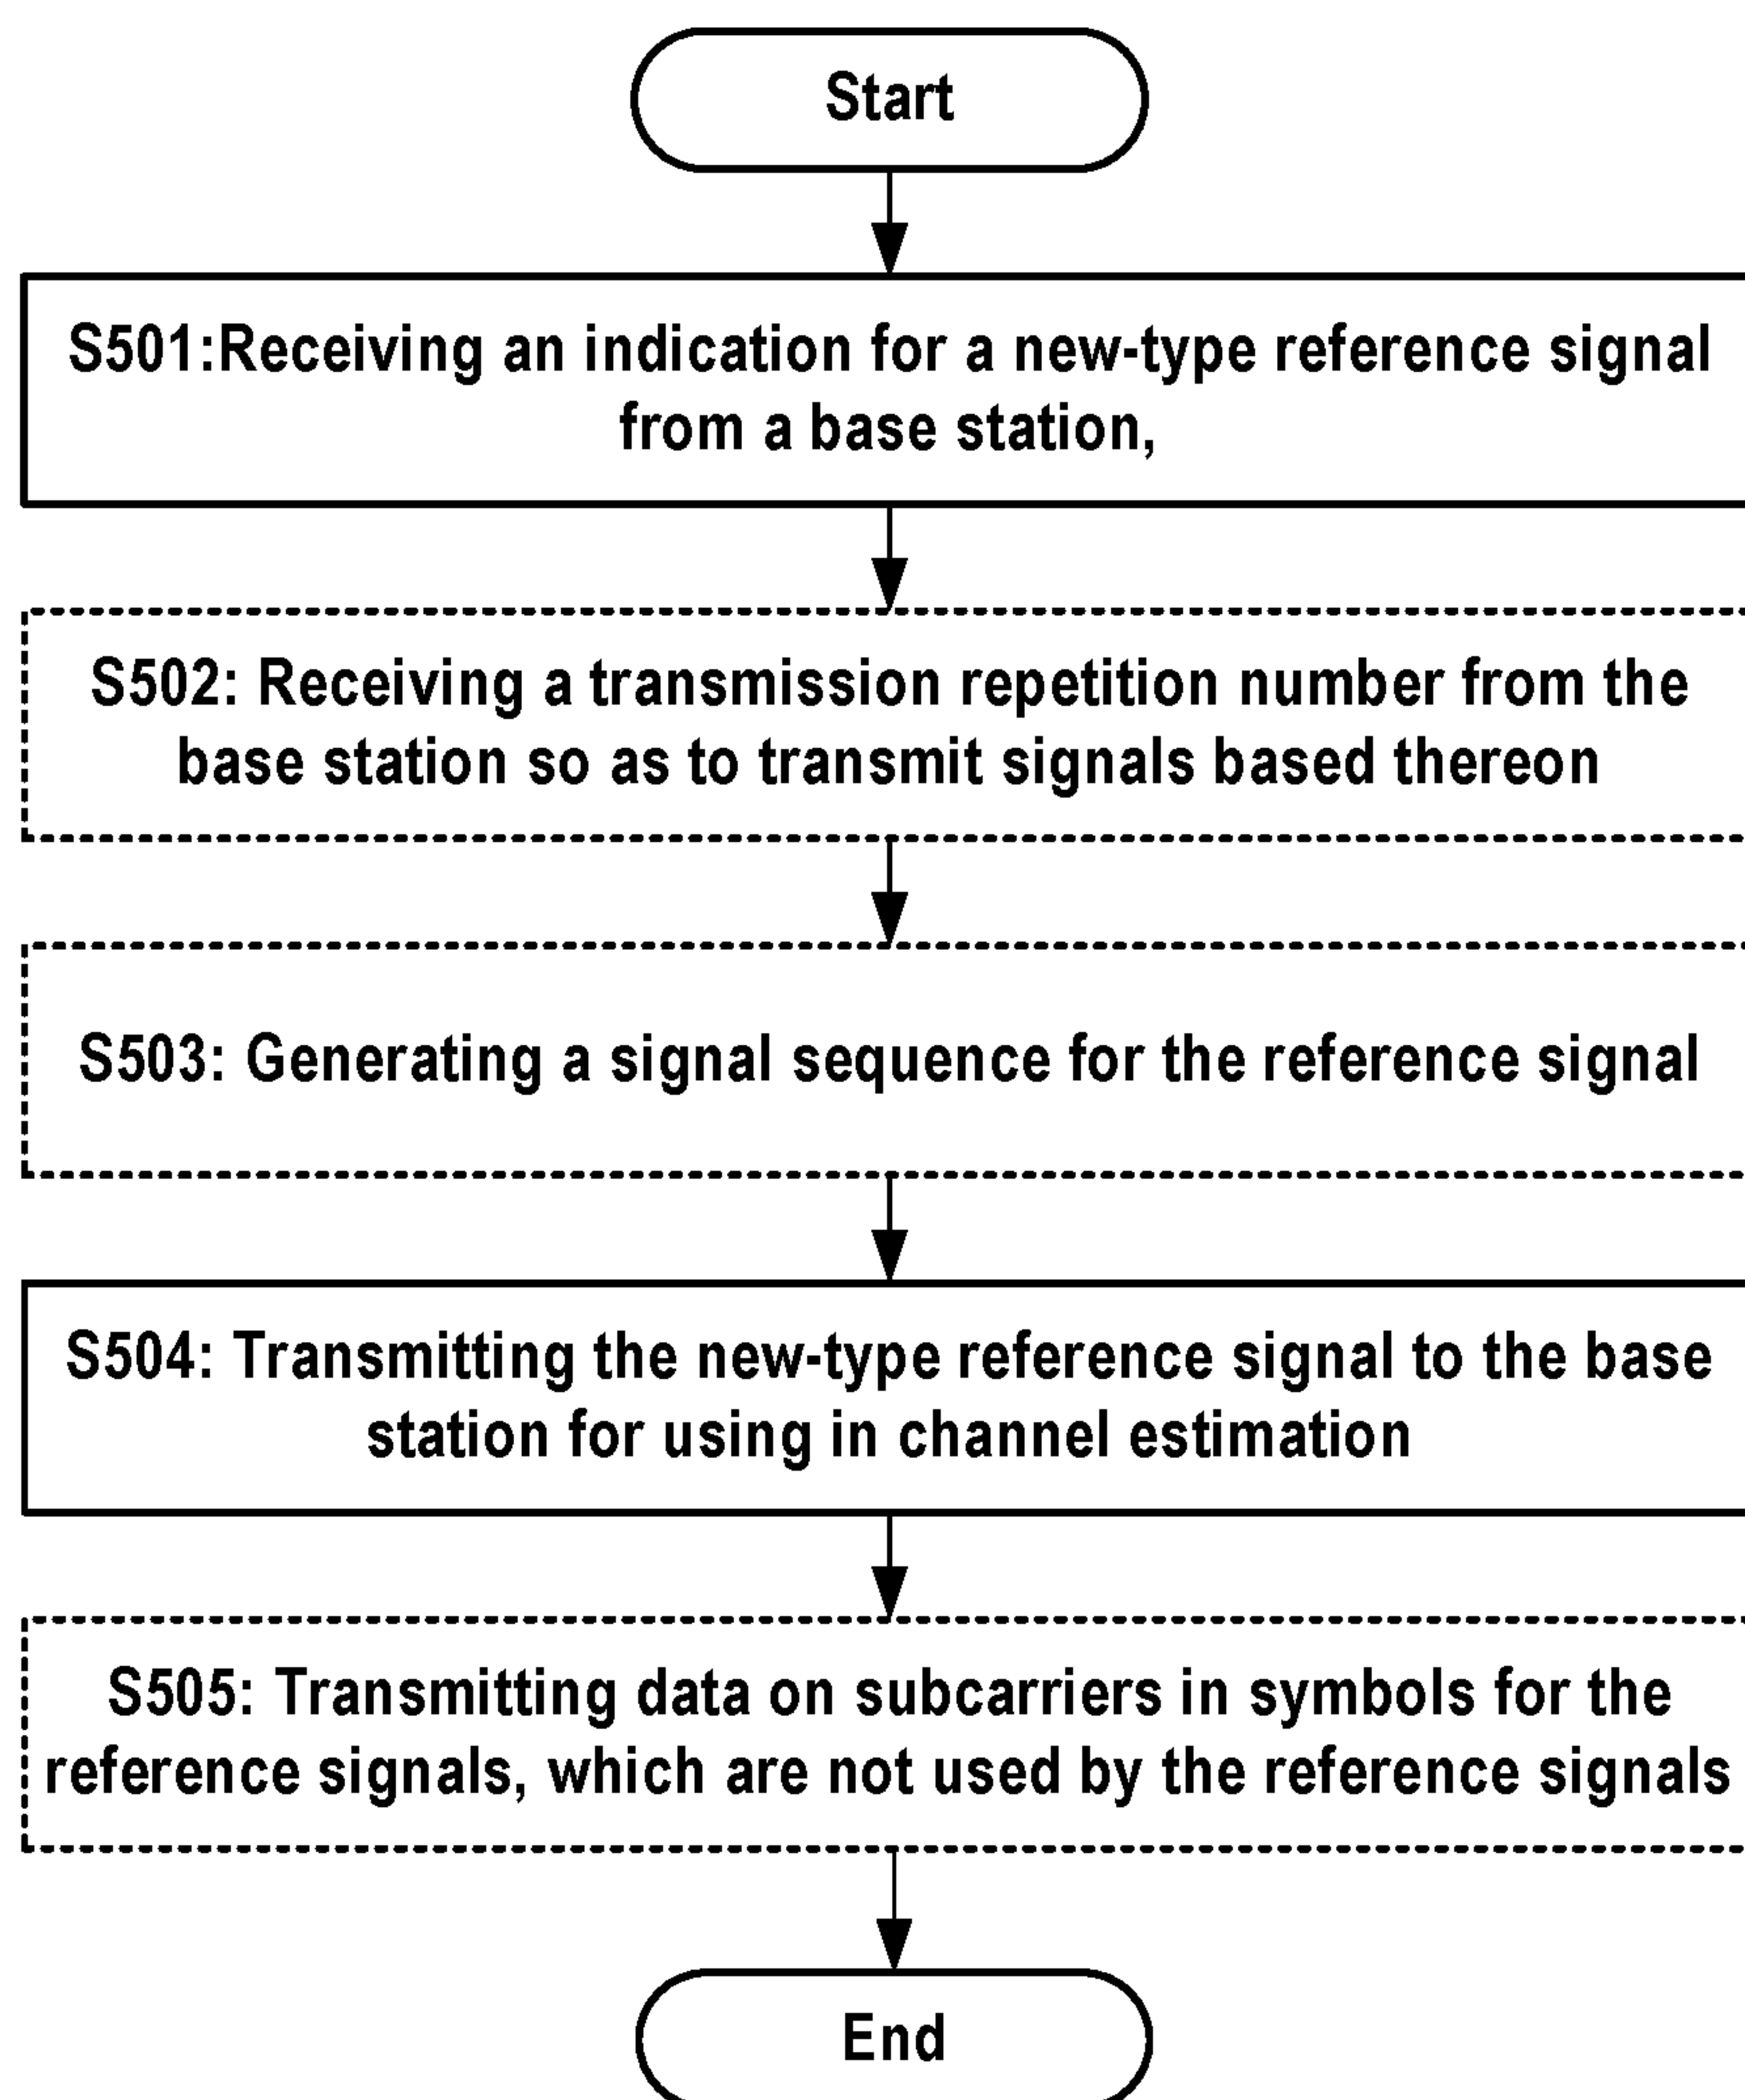 Start
S501:Receiving an indication for a new-type reference signal
from a base station,
S502: Receiving a transmission repetition number from the
base station so as to transmit signals based thereon
S503: Generating a signal sequence for the reference signal
S504: Transmitting the new-type reference signal to the base
station for using in channel estimation
S505: Transmitting data on subcarriers in symbols for the
reference signals, which are not used by the reference signals
End